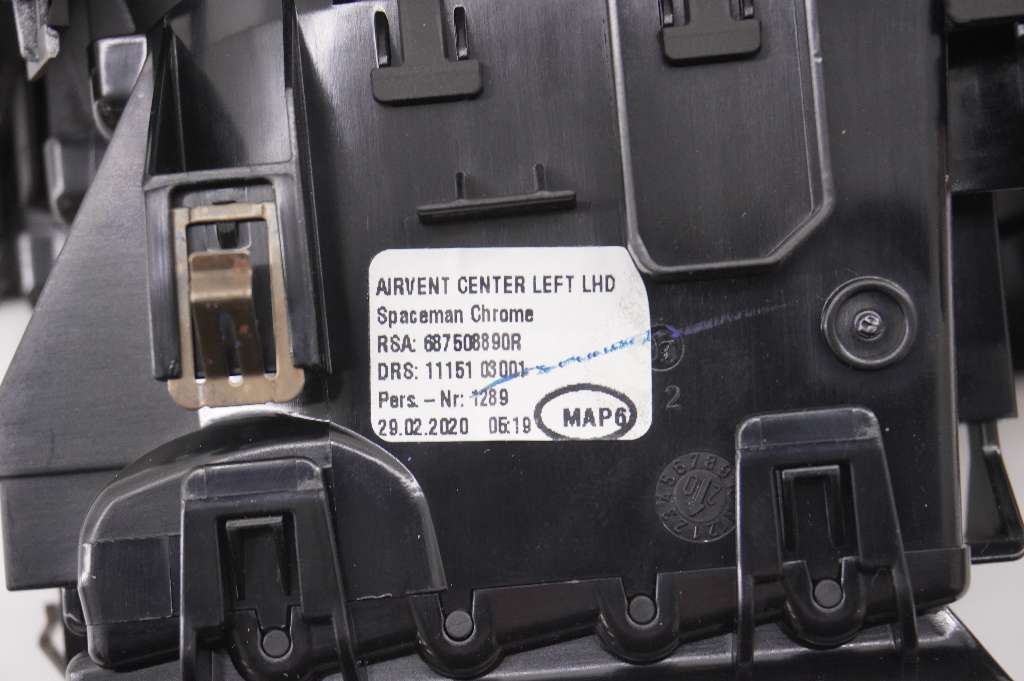 AIRVENT CENTER LEFT LHD
Spaceman Chrome
RSA: 687508890R
DRS: 11151 03001
Pers. - Nr: 1289
29.02.2020 05:19 MAP6
2